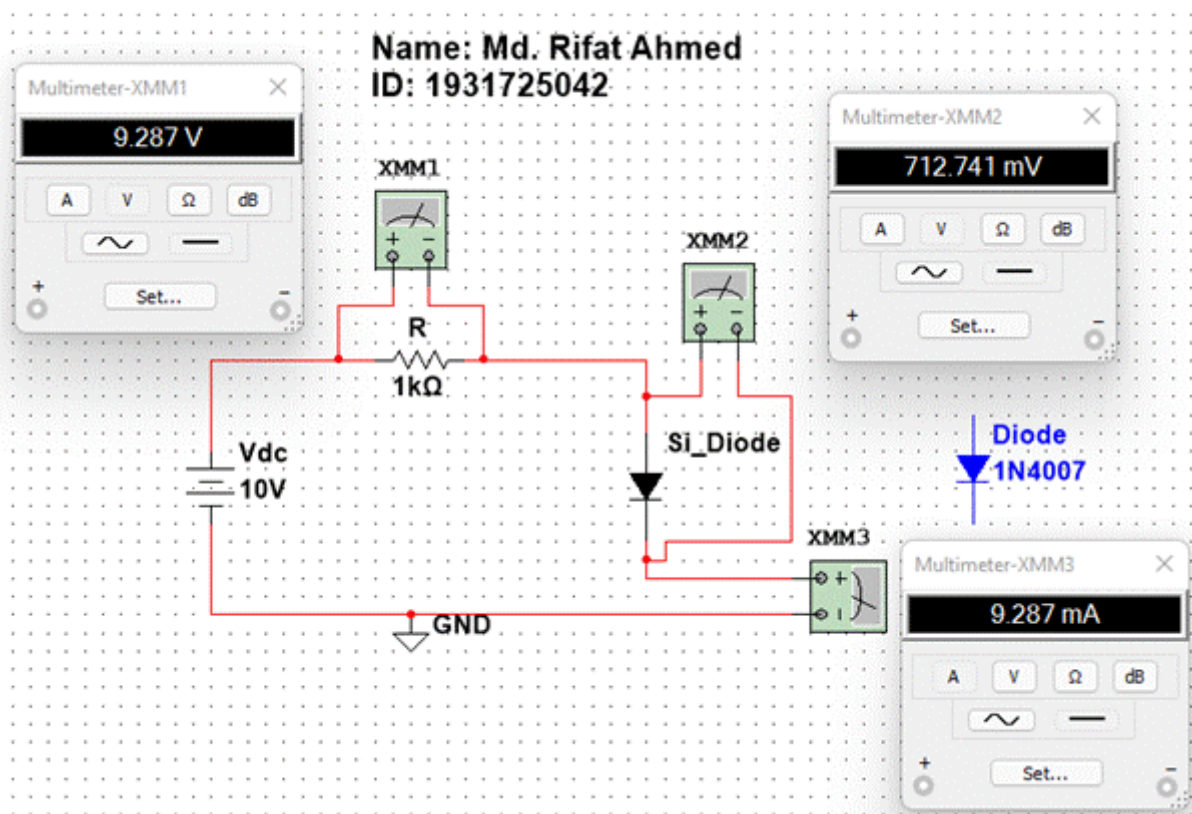 Name: Md. Rifat Ahmed
ID: 1931725042
Multimeter-XMM1
9.287 V
A V Ω dB
+ Set... −
XMM1
+ −
R
1kΩ
Multimeter-XMM2
712.741 mV
A V Ω dB
+ Set... −
XMM2
+ −
Si_Diode
Vdc
10V
Diode
1N4007
GND
XMM3
+
Multimeter-XMM3
9.287 mA
A V Ω dB
+ Set... −